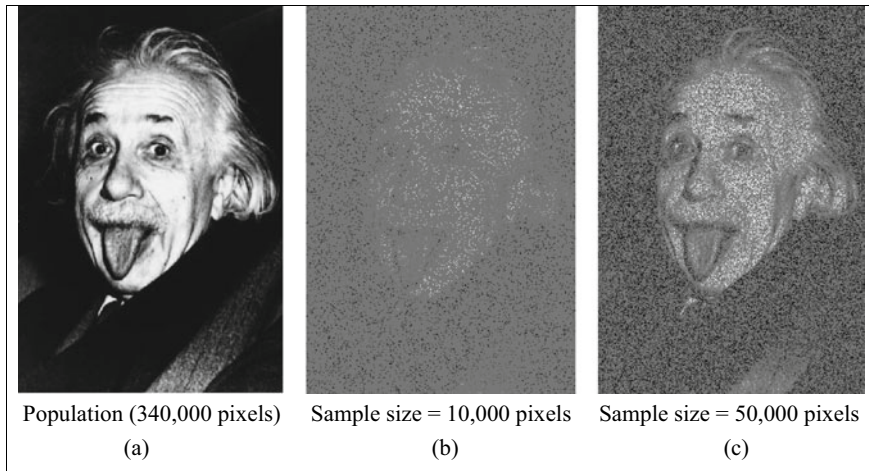 Population (340,000 pixels) Sample size = 10,000 pixels Sample size = 50,000 pixels
(a) (b) (c)